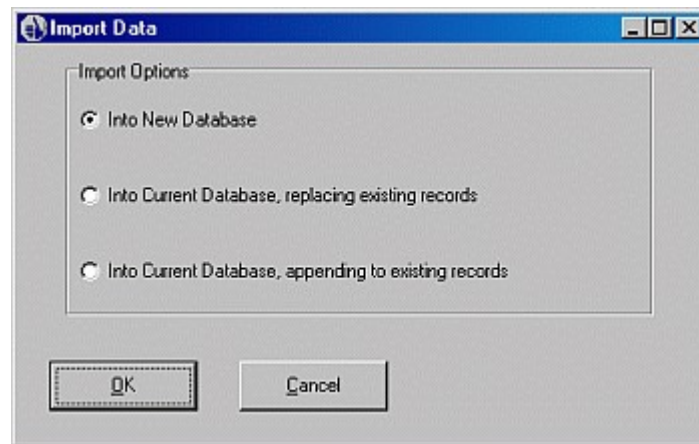 Import Data
Import Options
Into New Database
Into Current Database, replacing existing records
Into Current Database, appending to existing records
OK
Cancel